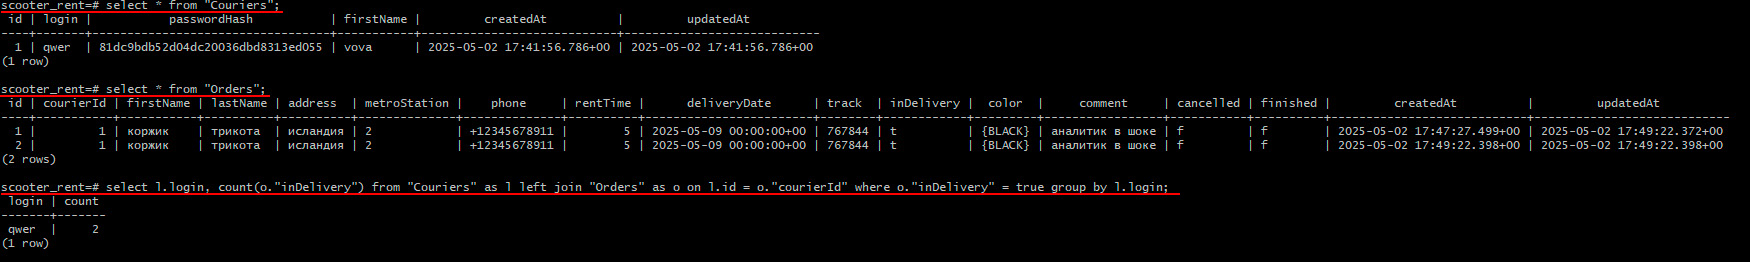 scooter_rent=# select * from "Couriers";
 id | login |           passwordHash           | firstName |         createdAt          |         updatedAt
----+-------+----------------------------------+-----------+----------------------------+----------------------------
  1 | qwer  | 81dc9bdb52d04dc20036dbd8313ed055 | vova      | 2025-05-02 17:41:56.786+00 | 2025-05-02 17:41:56.786+00
(1 row)
scooter_rent=# select * from "Orders";
 id | courierId | firstName | lastName | address  | metroStation |    phone     | rentTime |      deliveryDate      | track  | inDelivery |  color  |    comment     | cancelled | finished |         createdAt          |         updatedAt
----+-----------+-----------+----------+----------+--------------+--------------+----------+------------------------+--------+------------+---------+----------------+-----------+----------+----------------------------+----------------------------
  1 |         1 | коржик    | трикота  | исландия | 2            | +12345678911 |        5 | 2025-05-09 00:00:00+00 | 767844 | t          | {BLACK} | аналитик в шоке | f         | f        | 2025-05-02 17:47:27.499+00 | 2025-05-02 17:49:22.372+00
  2 |         1 | коржик    | трикота  | исландия | 2            | +12345678911 |        5 | 2025-05-09 00:00:00+00 | 767844 | t          | {BLACK} | аналитик в шоке | f         | f        | 2025-05-02 17:49:22.398+00 | 2025-05-02 17:49:22.398+00
(2 rows)
scooter_rent=# select l.login, count(o."inDelivery") from "Couriers" as l left join "Orders" as o on l.id = o."courierId" where o."inDelivery" = true group by l.login;
 login | count
-------+-------
 qwer  |     2
(1 row)